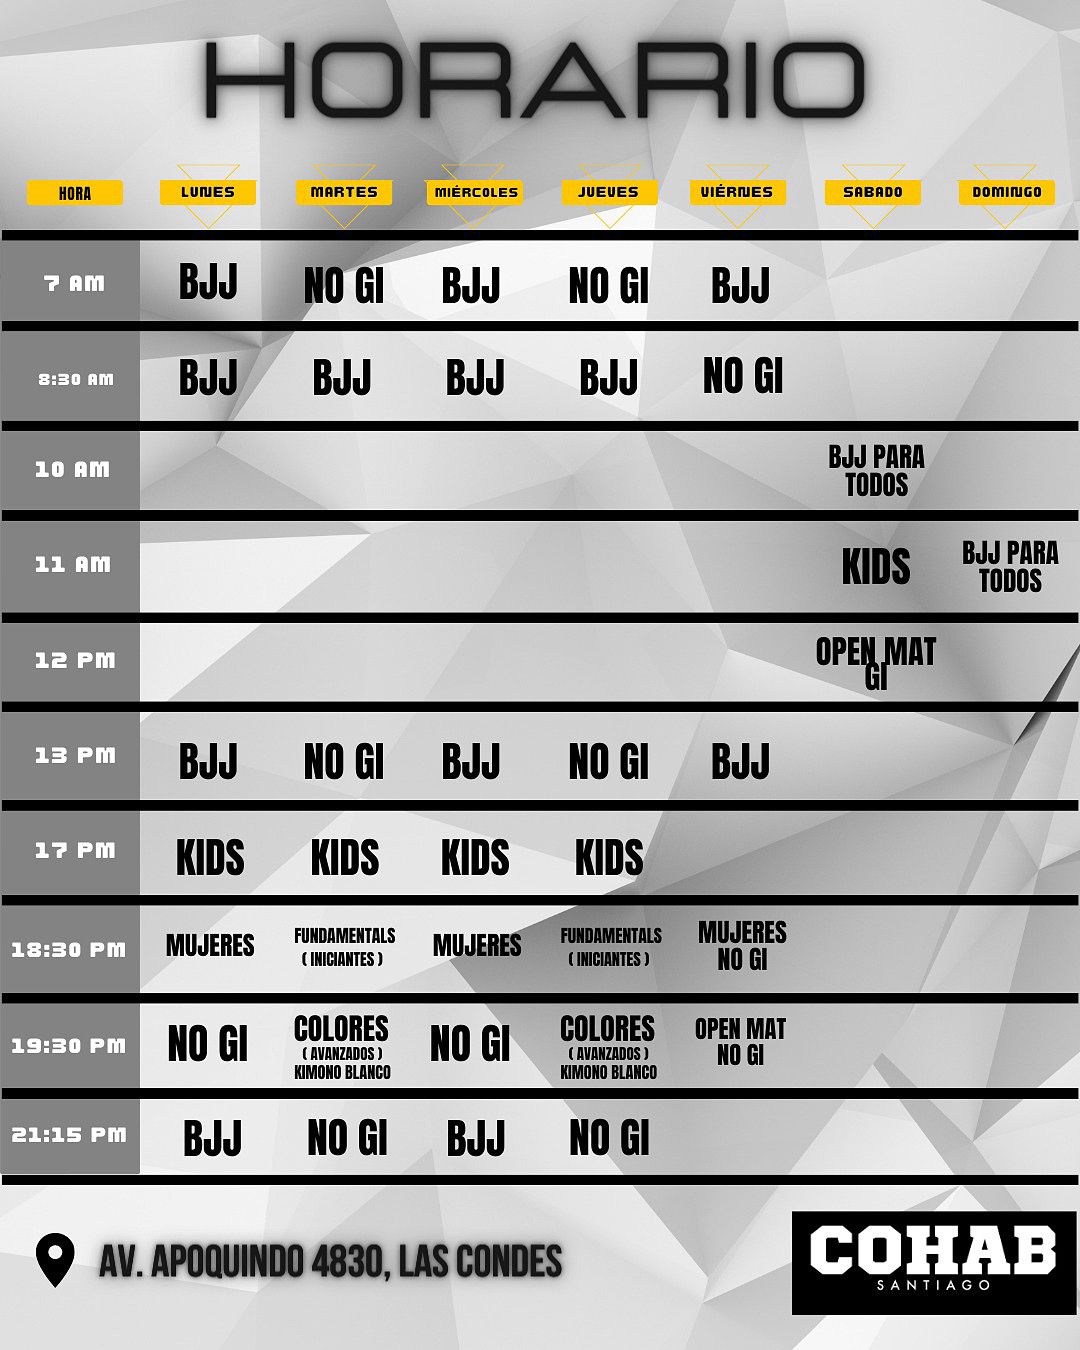 HORARIO
HORA LUNES MARTES MIÉRCOLES JUEVES VIÉRNES SABADO DOMINGO
7 AM BJJ NO GI BJJ NO GI BJJ
8:30 AM BJJ BJJ BJJ BJJ NO GI
10 AM BJJ PARA
TODOS
11 AM KIDS BJJ PARA
TODOS
12 PM OPEN MAT
GI
13 PM BJJ NO GI BJJ NO GI BJJ
17 PM KIDS KIDS KIDS KIDS
18:30 PM MUJERES FUNDAMENTALS
( INICIANTES ) MUJERES FUNDAMENTALS
( INICIANTES ) MUJERES
NO GI
19:30 PM NO GI COLORES
( AVANZADOS )
KIMONO BLANCO NO GI COLORES
( AVANZADOS )
KIMONO BLANCO OPEN MAT
NO GI
21:15 PM BJJ NO GI BJJ NO GI
AV. APOQUINDO 4830, LAS CONDES
COHAB
SANTIAGO